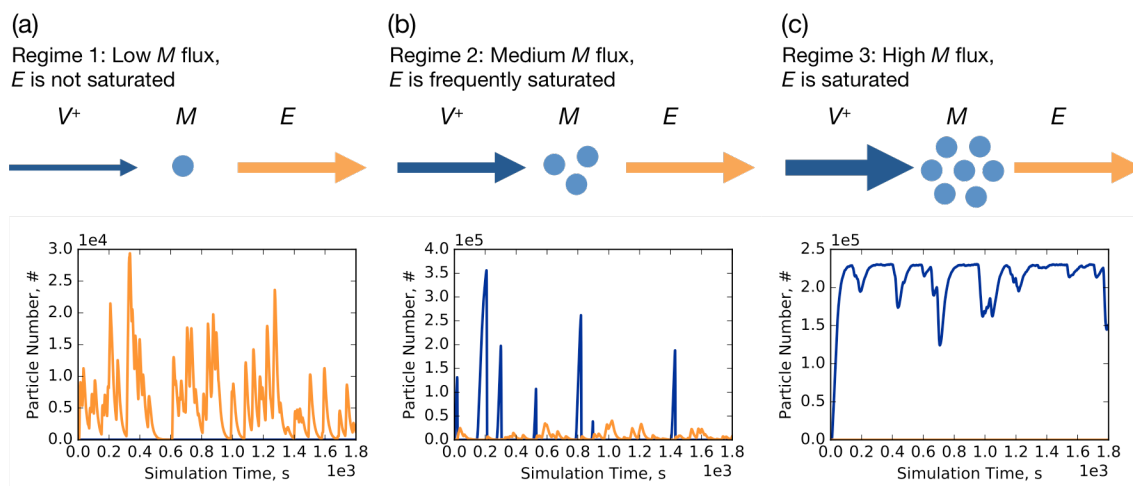 (a)
Regime 1: Low M flux,
E is not saturated
V+ M E
1e4
3.0
2.5
2.0
1.5
1.0
0.5
0.0
Particle Number, #
0.0 0.2 0.4 0.6 0.8 1.0 1.2 1.4 1.6 1.8
Simulation Time, s
1e3
(b)
Regime 2: Medium M flux,
E is frequently saturated
V+ M E
1e5
4.0
3.5
3.0
2.5
2.0
1.5
1.0
0.5
0.0
Particle Number, #
0.0 0.2 0.4 0.6 0.8 1.0 1.2 1.4 1.6 1.8
Simulation Time, s
1e3
(c)
Regime 3: High M flux,
E is saturated
V+ M E
1e5
2.5
2.0
1.5
1.0
0.5
0.0
Particle Number, #
0.0 0.2 0.4 0.6 0.8 1.0 1.2 1.4 1.6 1.8
Simulation Time, s
1e3